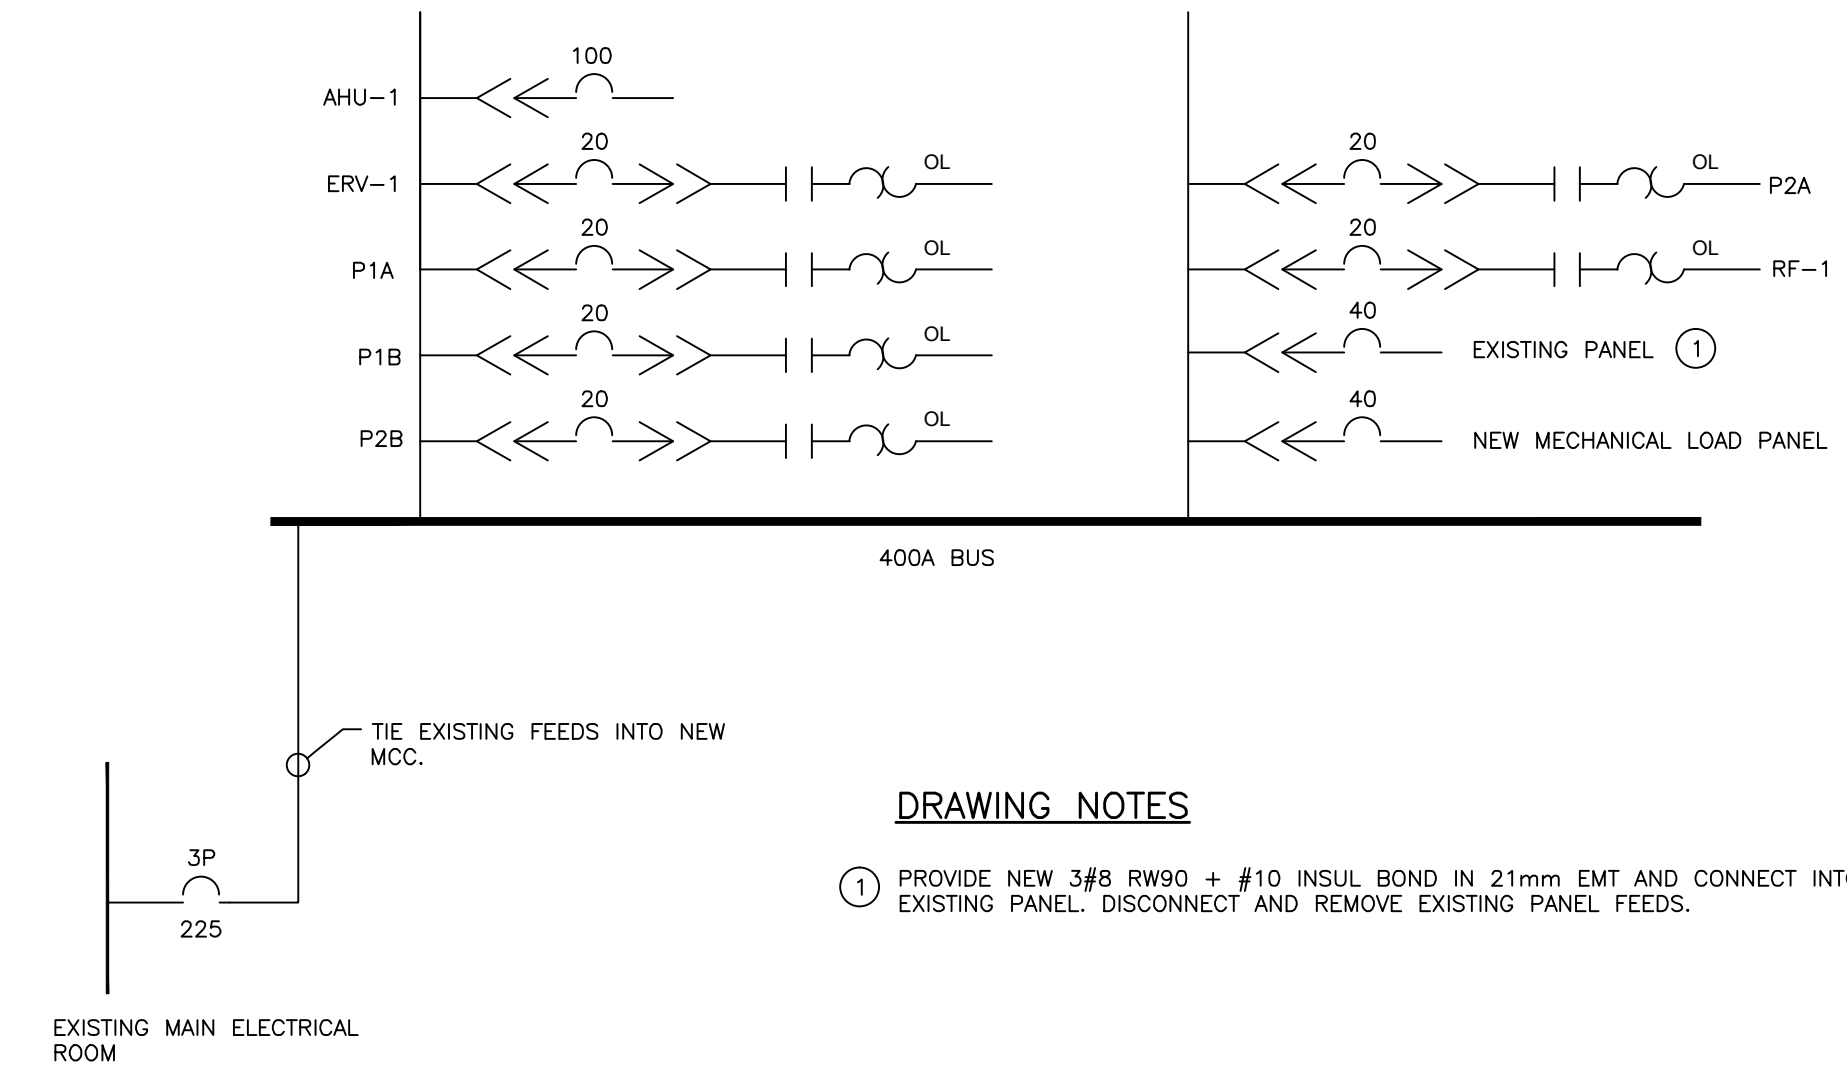 100
AHU-1
20
ERV-1
OL
20
P1A
OL
20
P1B
OL
20
P2B
OL
20
OL
P2A
20
OL
RF-1
40
EXISTING PANEL 1
40
NEW MECHANICAL LOAD PANEL
400A BUS
TIE EXISTING FEEDS INTO NEW
MCC.
3P
225
EXISTING MAIN ELECTRICAL
ROOM
DRAWING NOTES
1 PROVIDE NEW 3#8 RW90 + #10 INSUL BOND IN 21mm EMT AND CONNECT INTO
EXISTING PANEL. DISCONNECT AND REMOVE EXISTING PANEL FEEDS.